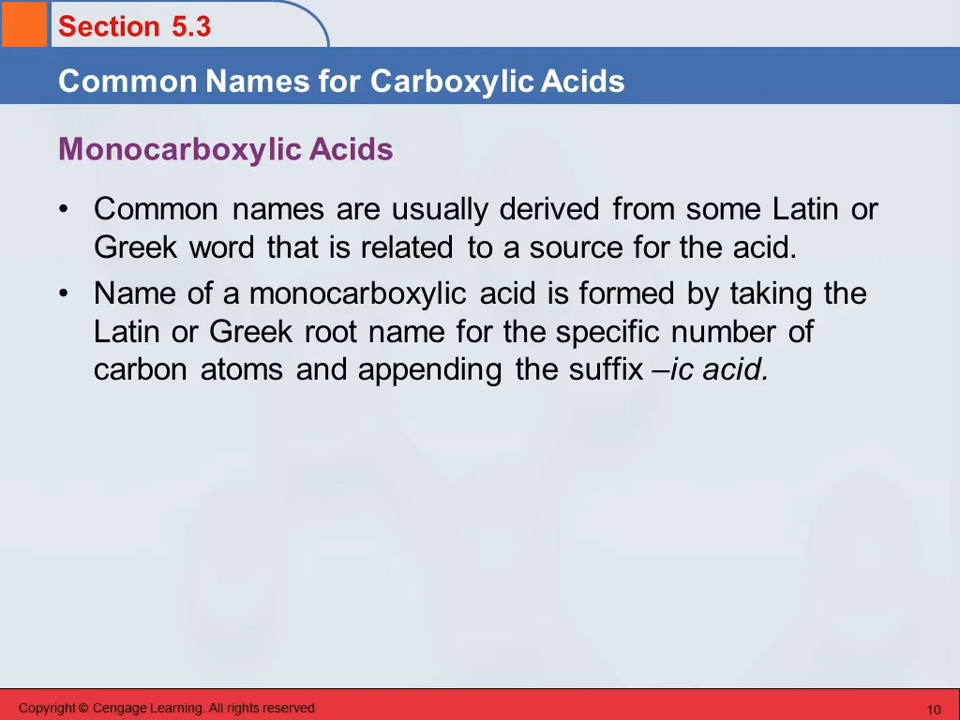 Section 5.3
Common Names for Carboxylic Acids
Monocarboxylic Acids
• Common names are usually derived from some Latin or
Greek word that is related to a source for the acid.
• Name of a monocarboxylic acid is formed by taking the
Latin or Greek root name for the specific number of
carbon atoms and appending the suffix –ic acid.
Copyright © Cengage Learning. All rights reserved
10